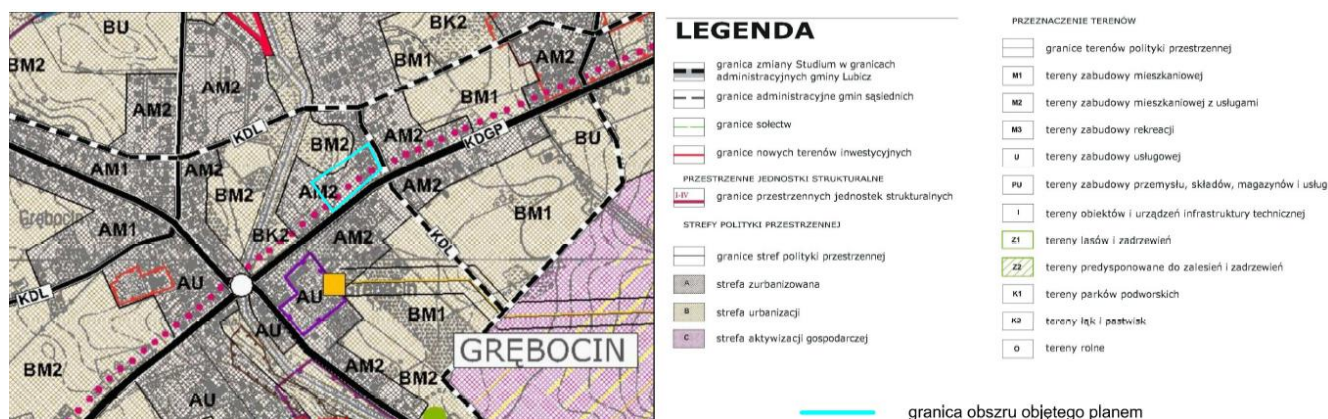 BU
BK2
BM2
AM2
AM2
BM1
AM2
BM1
BU
KDL
KDGP
BM2
AM2
AM1
AM2
BM2
AM2
Grębocin
BM1
AM1
BK2
AM2
KDL
KDL
AU
AU
BM1
AU
GRĘBOCIN
BM2
BM2
AU
LEGENDA
granica zmiany Studium w granicach
administracyjnych gminy Lubicz
granice administracyjne gmin sąsiednich
granice sołectw
granice nowych terenów inwestycyjnych
PRZESTRZENNE JEDNOSTKI STRUKTURALNE
I-IV granice przestrzennych jednostek strukturalnych
STREFY POLITYKI PRZESTRZENNEJ
granice stref polityki przestrzennej
A strefa zurbanizowana
B strefa urbanizacji
C strefa aktywizacji gospodarczej
PRZEZNACZENIE TERENÓW
granice terenów polityki przestrzennej
M1 tereny zabudowy mieszkaniowej
M2 tereny zabudowy mieszkaniowej z usługami
M3 tereny zabudowy rekreacji
U tereny zabudowy usługowej
PU tereny zabudowy przemysłu, składów, magazynów i usług
I tereny obiektów i urządzeń infrastruktury technicznej
Z1 tereny lasów i zadrzewień
Z2 tereny predysponowane do zalesień i zadrzewień
K1 tereny parków podworskich
K2 tereny łąk i pastwisk
O tereny rolne
granica obszru objętego planem